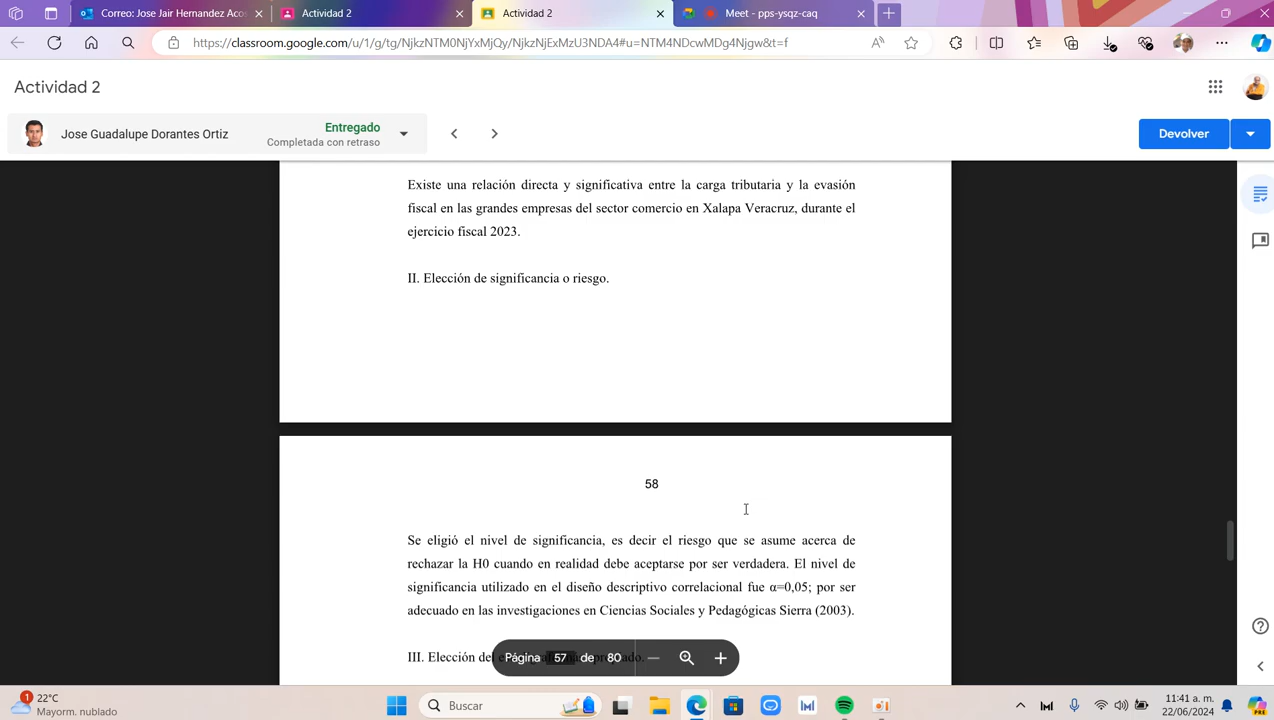 Correo: Jose Jair Hernandez Aco
Actividad 2
Actividad 2
Meet - pps-ysqz-caq
https://classroom.google.com/u/1/g/tg/NjkzNTM0NjYxMjQy/NjkzNjExMzU3NDA4#u=NTM4NDcwMDg4Njgw&t=f
Actividad 2
Jose Guadalupe Dorantes Ortiz
Entregado
Completada con retraso
Devolver
Existe una relación directa y significativa entre la carga tributaria y la evasión
fiscal en las grandes empresas del sector comercio en Xalapa Veracruz, durante el
ejercicio fiscal 2023.
II. Elección de significancia o riesgo.
58
Se eligió el nivel de significancia, es decir el riesgo que se asume acerca de
rechazar la H0 cuando en realidad debe aceptarse por ser verdadera. El nivel de
significancia utilizado en el diseño descriptivo correlacional fue α=0,05; por ser
adecuado en las investigaciones en Ciencias Sociales y Pedagógicas Sierra (2003).
III. Elección del
Página 57 de 80
1
22°C
Mayorm. nublado
Buscar
11:41 a. m.
22/06/2024